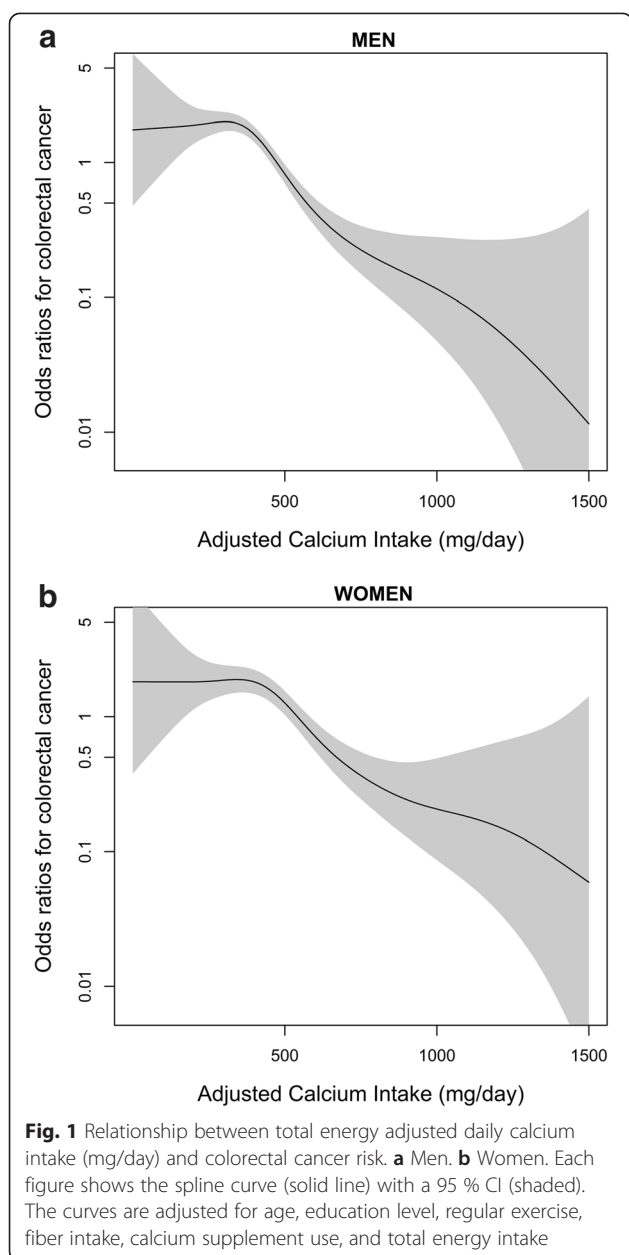 a
MEN
5
1
0.5
0.1
0.01
Odds ratios for colorectal cancer
500
1000
1500
Adjusted Calcium Intake (mg/day)
b
WOMEN
5
1
0.5
0.1
0.01
Odds ratios for colorectal cancer
500
1000
1500
Adjusted Calcium Intake (mg/day)
Fig. 1 Relationship between total energy adjusted daily calcium
intake (mg/day) and colorectal cancer risk. a Men. b Women. Each
figure shows the spline curve (solid line) with a 95 % CI (shaded).
The curves are adjusted for age, education level, regular exercise,
fiber intake, calcium supplement use, and total energy intake